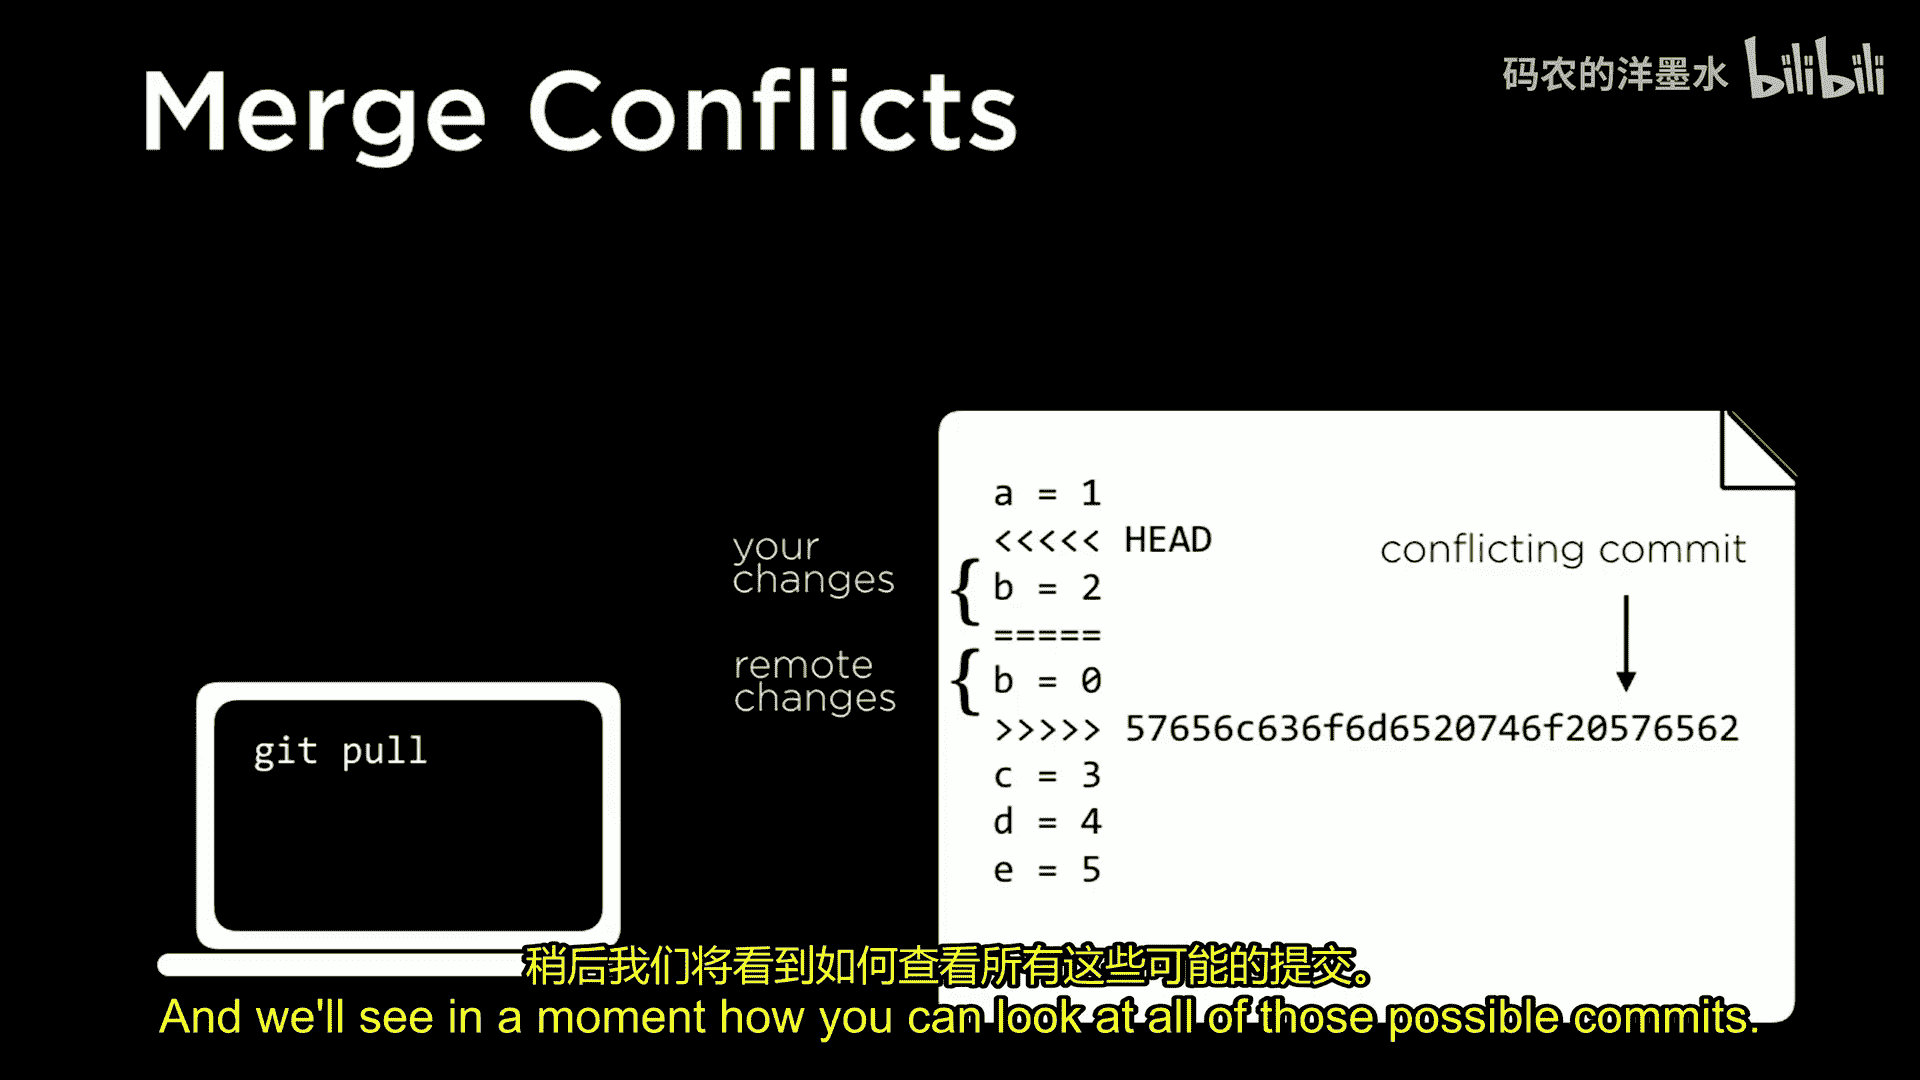 Merge Conflicts
码农的洋墨水 bilibili
a = 1
<<<<< HEAD
conflicting commit
your
changes
{ b = 2
=====
remote
changes
{ b = 0
>>>>> 57656c636f6d6520746f20576562
git pull
c = 3
d = 4
e = 5
稍后我们将看到如何查看所有这些可能的提交。
And we'll see in a moment how you can look at all of those possible commits.